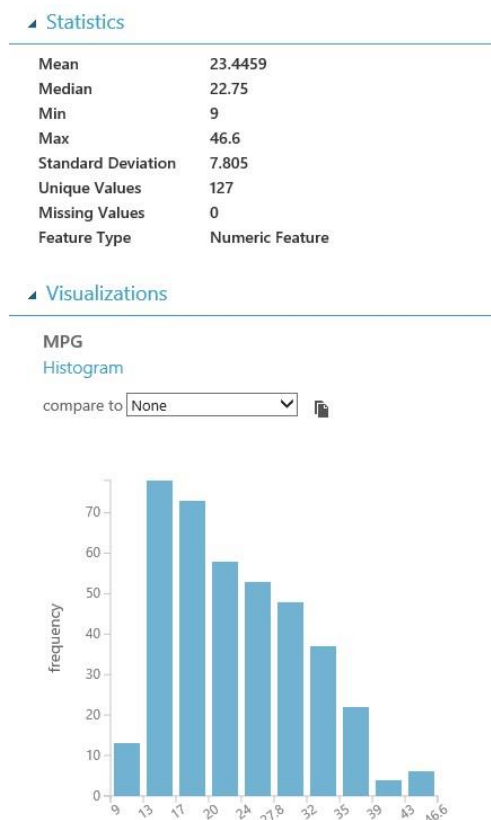 Statistics
Mean 23.4459
Median 22.75
Min 9
Max 46.6
Standard Deviation 7.805
Unique Values 127
Missing Values 0
Feature Type Numeric Feature
Visualizations
MPG
Histogram
compare to None
70
60
50
40
30
20
10
0
frequency
9 13 17 20 24 27.8 32 35 39 43 46.6